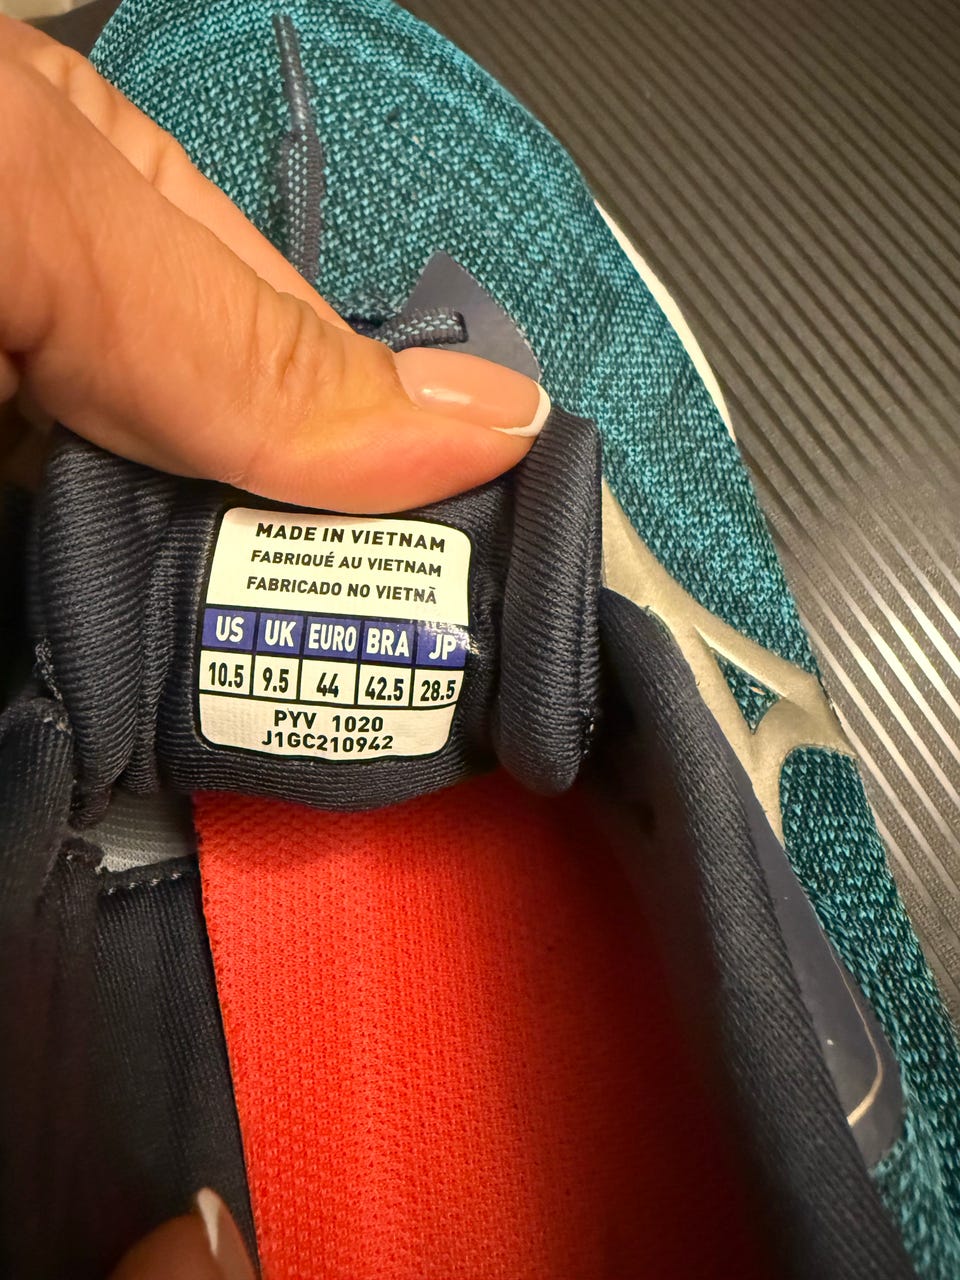 MADE IN VIETNAM
FABRIQUÉ AU VIETNAM
FABRICADO NO VIETNÃ
US UK EURO BRA JP
10.5 9.5 44 42.5 28.5
PYV 1020
J1GC210942